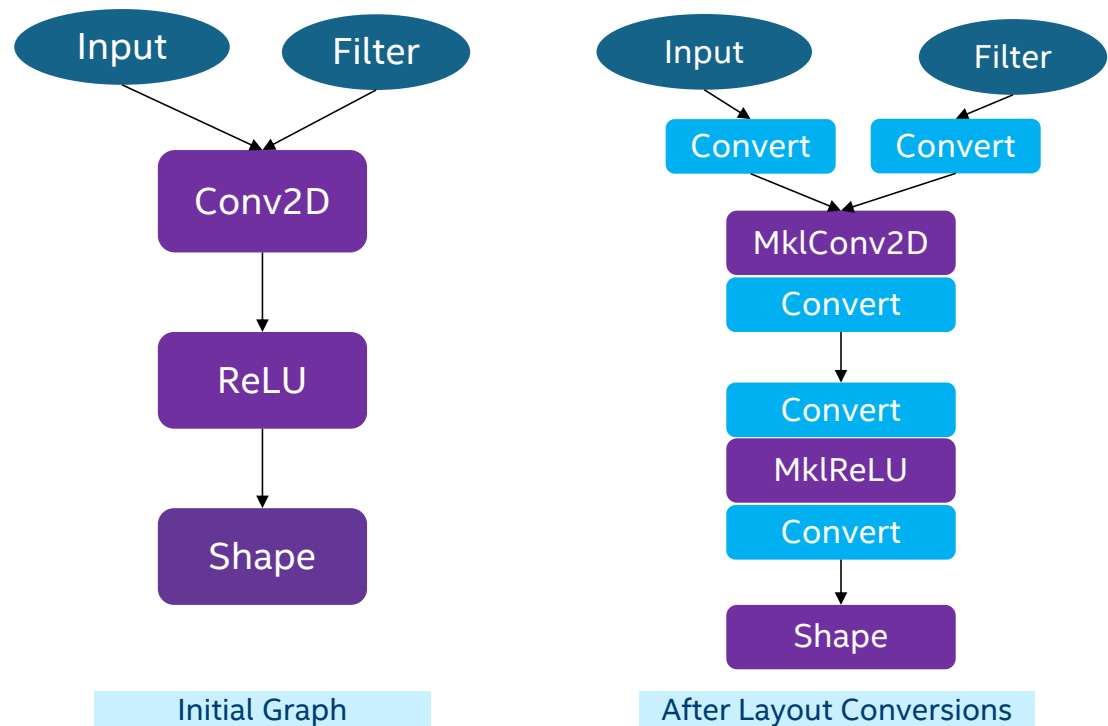 Input
Filter
Conv2D
ReLU
Shape
Initial Graph
Input
Filter
Convert
Convert
MklConv2D
Convert
Convert
MklReLU
Convert
Shape
After Layout Conversions